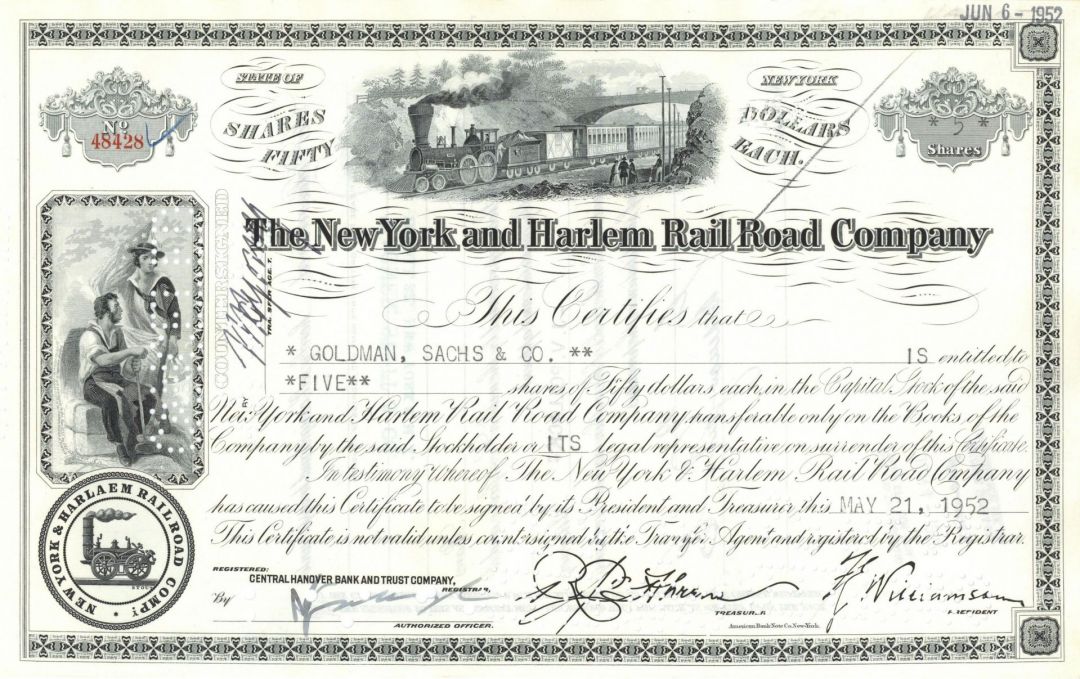 JUN 6 - 1952
STATE OF NEW YORK
No 48428
SHARES FIFTY DOLLARS EACH.
* 5 *
Shares
COUNTERSIGNED
The New York and Harlem Rail Road Company
This Certifies that
* GOLDMAN, SACHS & CO. ** IS entitled to
*FIVE** shares of Fifty dollars each, in the Capital Stock of the said
New York and Harlem Rail Road Company, transferable only on the Books of the
Company by the said Stockholder or ITS legal representative on surrender of this Certificate.
In testimony whereof The New York & Harlem Rail Road Company
has caused this Certificate to be signed by its President and Treasurer this MAY 21, 1952
This Certificate is not valid unless countersigned by the Transfer Agent and registered by the Registrar.
NEW YORK & HARLAEM RAILROAD COMPY
REGISTERED:
CENTRAL HANOVER BANK AND TRUST COMPANY,
REGISTRAR,
By
AUTHORIZED OFFICER.
TREASURER
Williamson
PRESIDENT
American Bank Note Co. New York.
BY